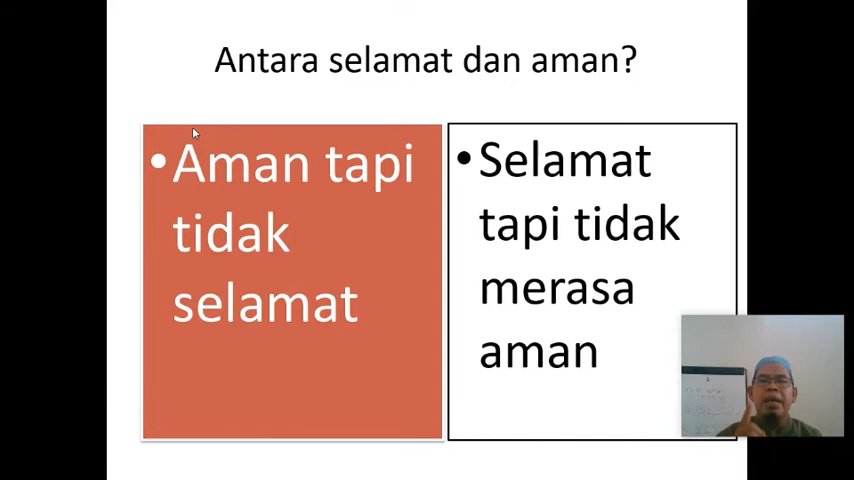 Antara selamat dan aman?
•Aman tapi
tidak
selamat
•Selamat
tapi tidak
merasa
aman